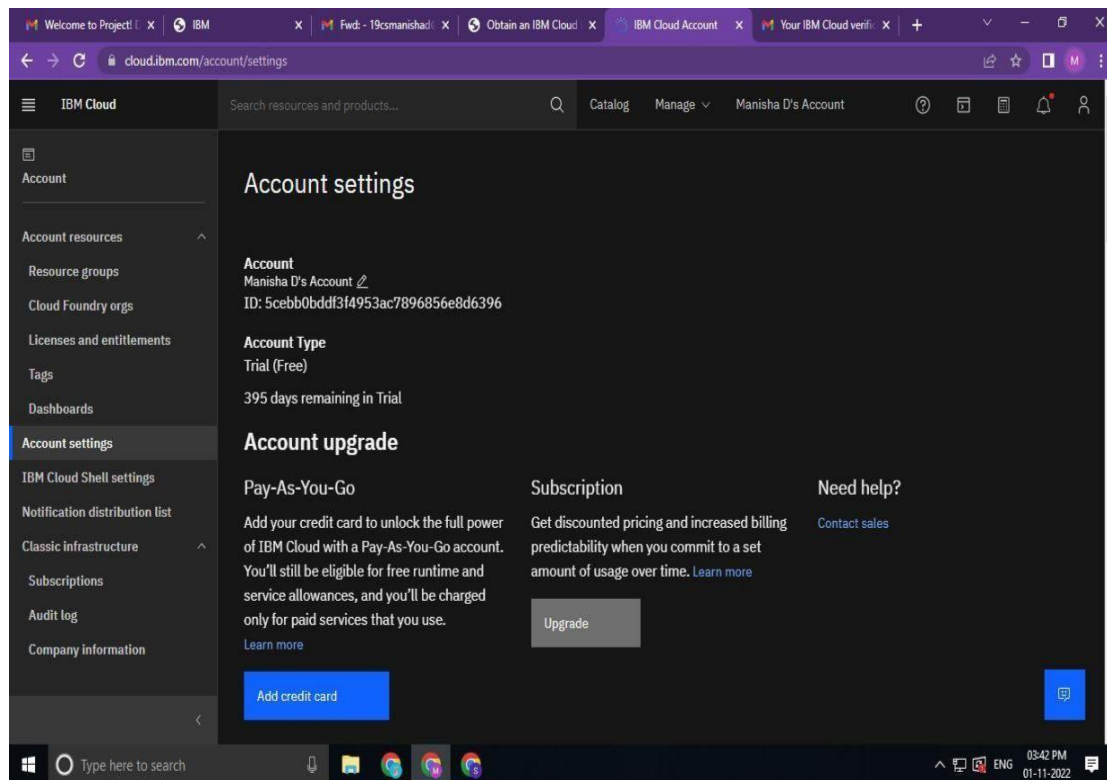 Welcome to Project! D
IBM
Fwd: - 19csmanishad@
Obtain an IBM Cloud
IBM Cloud Account
Your IBM Cloud verific
cloud.ibm.com/account/settings
M
IBM Cloud
Search resources and products...
Catalog
Manage
Manisha D's Account
Account
Account resources
Resource groups
Cloud Foundry orgs
Licenses and entitlements
Tags
Dashboards
Account settings
IBM Cloud Shell settings
Notification distribution list
Classic infrastructure
Subscriptions
Audit log
Company information
Account settings
Account
Manisha D's Account
ID: 5cebb0bddf3f4953ac7896856e8d6396
Account Type
Trial (Free)
395 days remaining in Trial
Account upgrade
Pay-As-You-Go
Add your credit card to unlock the full power
of IBM Cloud with a Pay-As-You-Go account.
You'll still be eligible for free runtime and
service allowances, and you'll be charged
only for paid services that you use.
Learn more
Add credit card
Subscription
Get discounted pricing and increased billing
predictability when you commit to a set
amount of usage over time. Learn more
Upgrade
Need help?
Contact sales
Type here to search
ENG
03:42 PM
01-11-2022